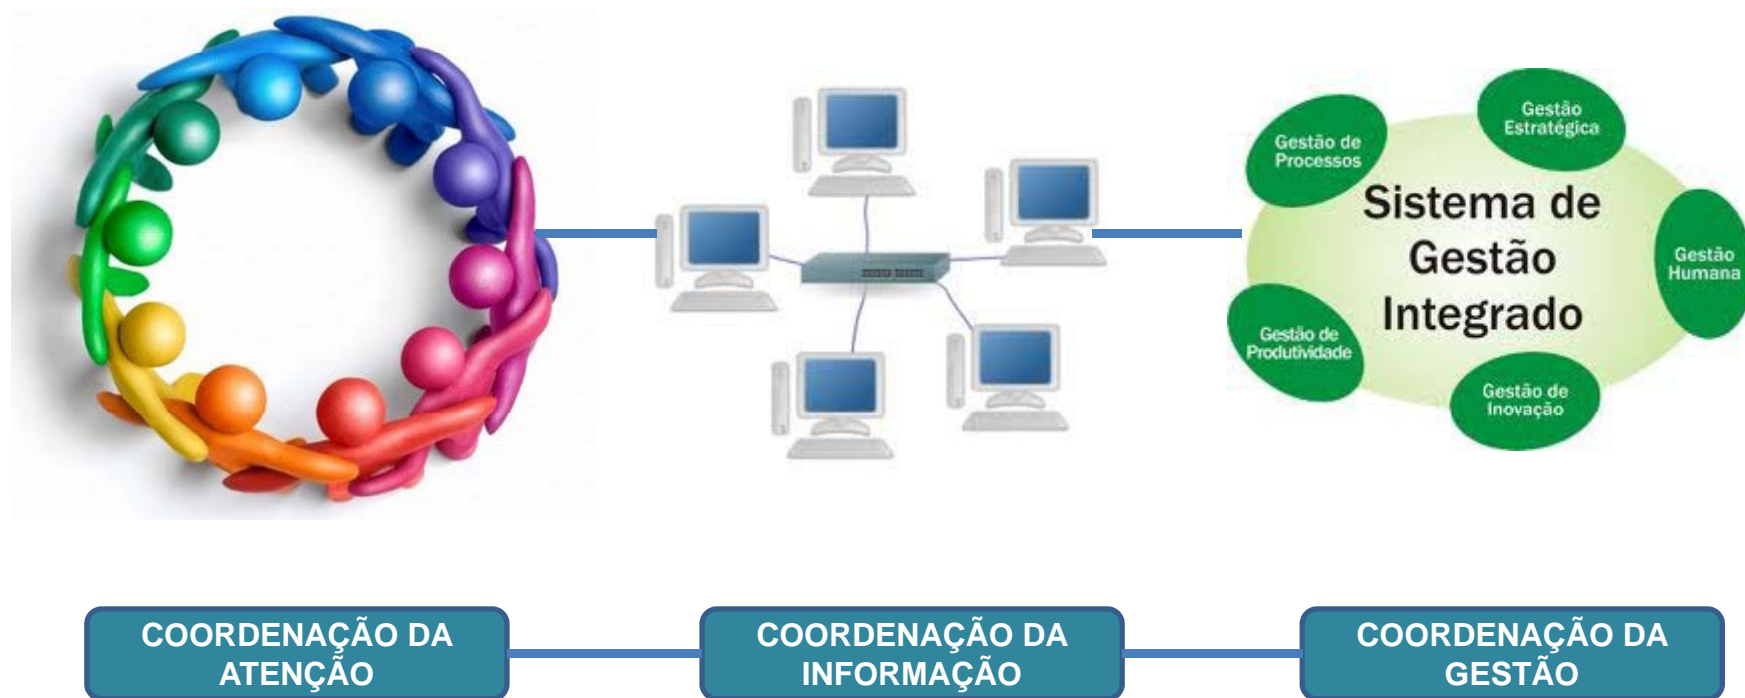 Gestão
Estratégica
Gestão de
Processos
Sistema de
Gestão
Integrado
Gestão
Humana
Gestão de
Produtividade
Gestão de
Inovação
COORDENAÇÃO DA
ATENÇÃO
COORDENAÇÃO DA
INFORMAÇÃO
COORDENAÇÃO DA
GESTÃO